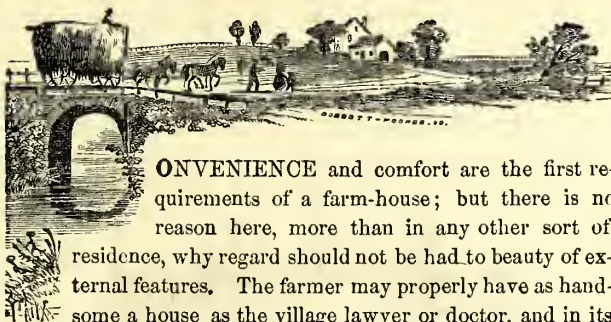 ONVENIENCE and comfort are the first re-
quirements of a farm-house; but there is no
reason here, more than in any other sort of
residence, why regard should not be had to beauty of ex-
ternal features. The farmer may properly have as hand-
some a house as the village lawyer or doctor, and in its